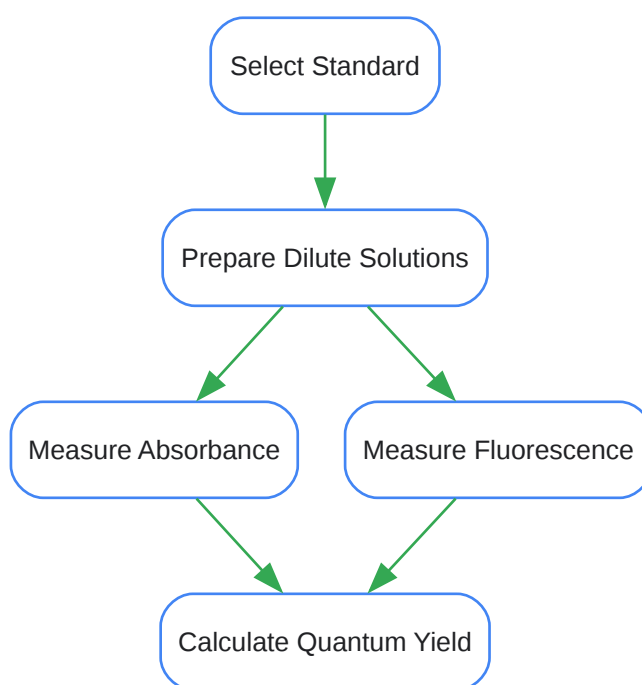 Select Standard
Prepare Dilute Solutions
Measure Absorbance
Measure Fluorescence
Calculate Quantum Yield